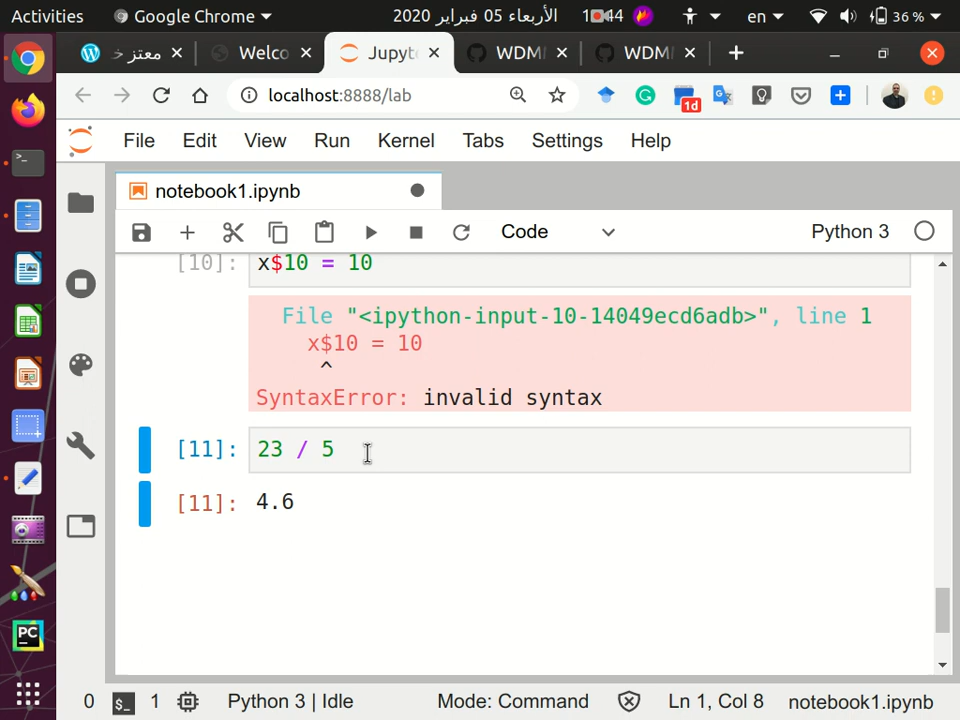 Activities Google Chrome الأربعاء 05 فبراير 2020 en 36 %
معتز Welco Jupyt WDMI WDMI
localhost:8888/lab 1d
File Edit View Run Kernel Tabs Settings Help
notebook1.ipynb
Code Python 3
[10]: x$10 = 10
File "<ipython-input-10-14049ecd6adb>", line 1
x$10 = 10
^
SyntaxError: invalid syntax
[11]: 23 / 5
[11]: 4.6
PC
0 $_ 1 Python 3 | Idle Mode: Command Ln 1, Col 8 notebook1.ipynb